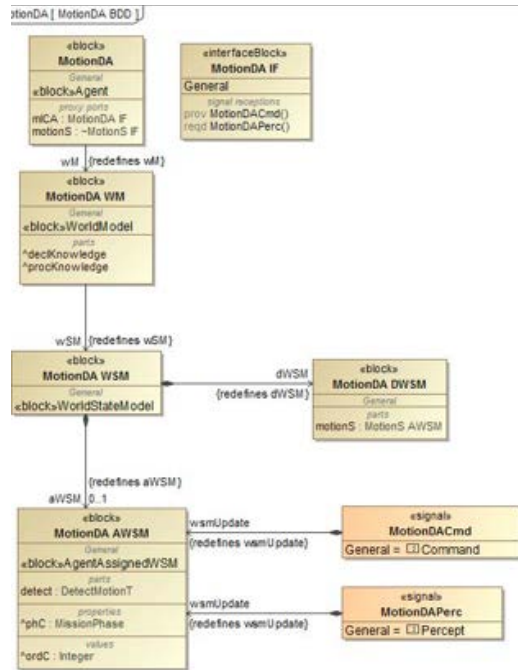 otionDA [ MotionDA BDD ]
«block»
MotionDA
General
«block»Agent
proxy ports
mICA : MotionDA IF
motionS : ~MotionS IF
«interfaceBlock»
MotionDA IF
General
signal receptions
prov MotionDACmd()
reqd MotionDAPerc()
wM {redefines wM}
«block»
MotionDA WM
General
«block»WorldModel
parts
^declKnowledge
^procKnowledge
wSM {redefines wSM}
«block»
MotionDA WSM
General
«block»WorldStateModel
dWSM
{redefines dWSM}
«block»
MotionDA DWSM
General
parts
motionS : MotionS AWSM
{redefines aWSM}
aWSM 0..1
«block»
MotionDA AWSM
General
«block»AgentAssignedWSM
parts
detect : DetectMotionT
properties
^phC : MissionPhase
values
^ordC : Integer
wsmUpdate
{redefines wsmUpdate}
«signal»
MotionDACmd
General = Command
wsmUpdate
{redefines wsmUpdate}
«signal»
MotionDAPerc
General = Percept